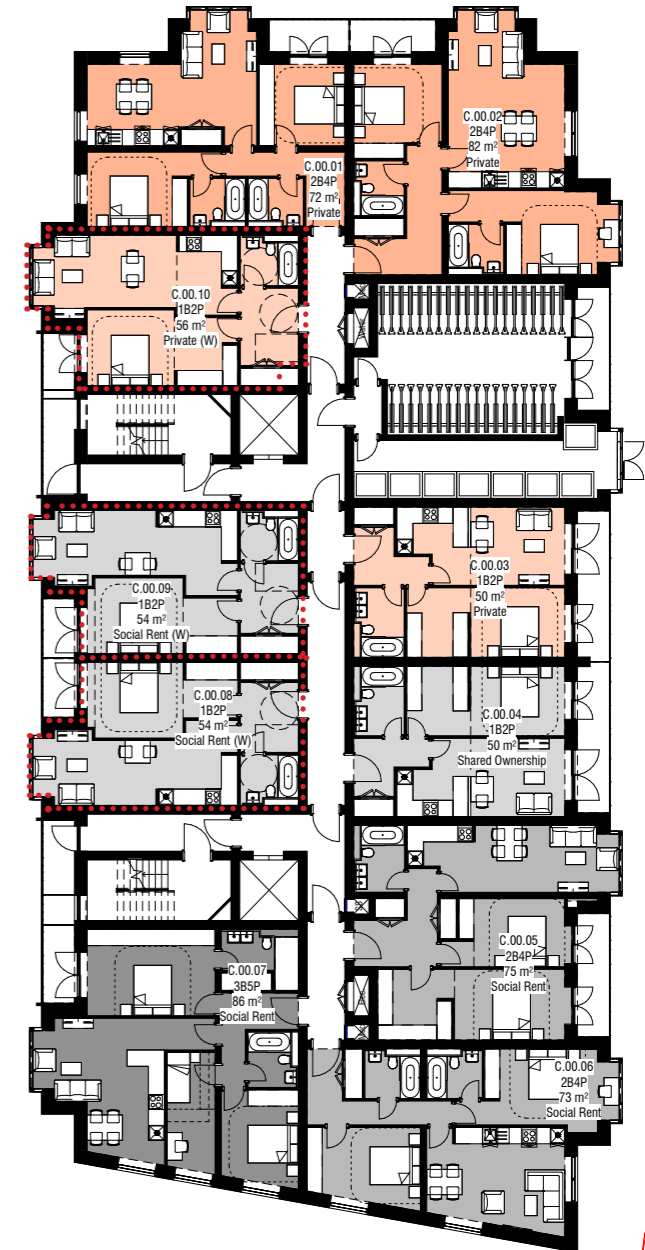 C.00.01
2B4P
72 m²
Private
C.00.02
2B4P
82 m²
Private
C.00.10
1B2P
56 m²
Private (W)
C.00.03
1B2P
50 m²
Private
C.00.09
1B2P
54 m²
Social Rent (W)
C.00.08
1B2P
54 m²
Social Rent (W)
C.00.04
1B2P
50 m²
Shared Ownership
C.00.05
2B4P
75 m²
Social Rent
C.00.07
3B5P
86 m²
Social Rent
C.00.06
2B4P
73 m²
Social Rent